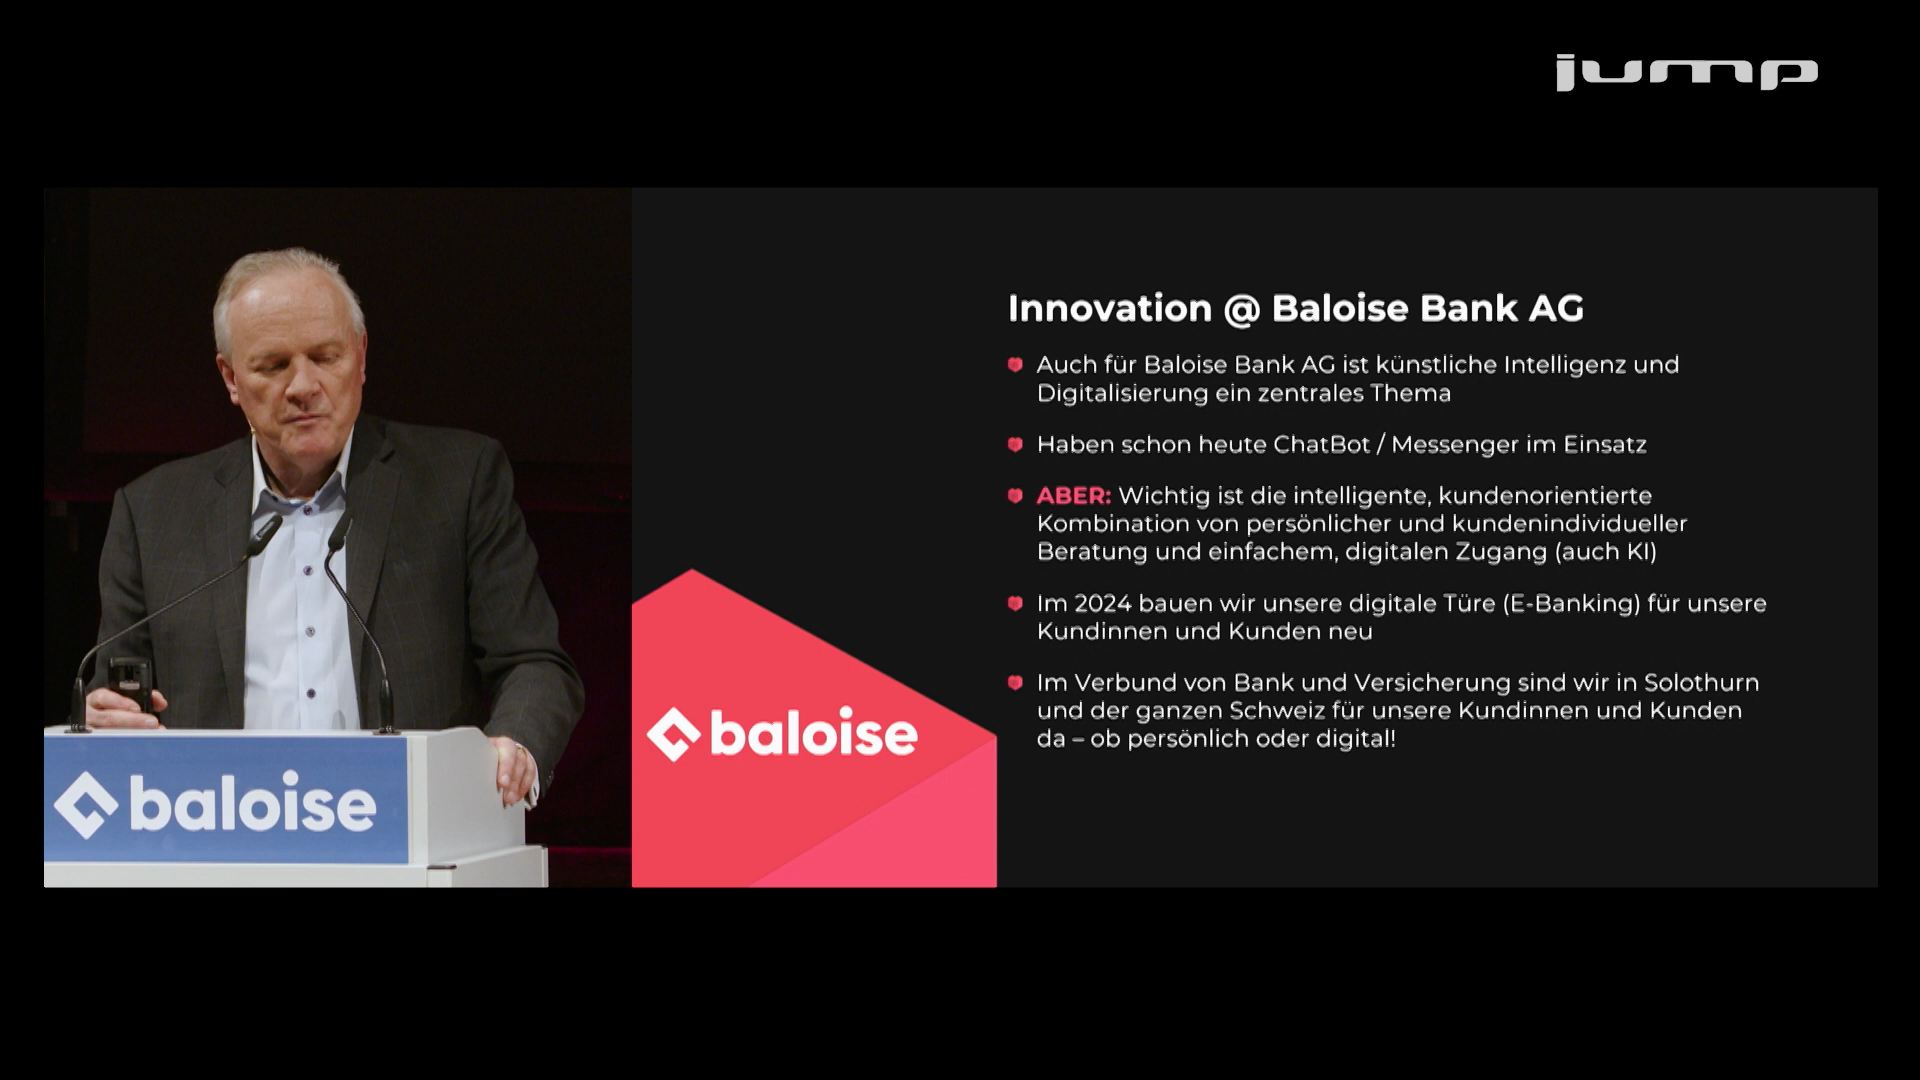 jump
Innovation @ Baloise Bank AG
Auch für Baloise Bank AG ist künstliche Intelligenz und
Digitalisierung ein zentrales Thema
Haben schon heute ChatBot / Messenger im Einsatz
ABER: Wichtig ist die intelligente, kundenorientierte
Kombination von persönlicher und kundenindividueller
Beratung und einfachem, digitalen Zugang (auch KI)
Im 2024 bauen wir unsere digitale Türe (E-Banking) für unsere
Kundinnen und Kunden neu
Im Verbund von Bank und Versicherung sind wir in Solothurn
und der ganzen Schweiz für unsere Kundinnen und Kunden
da – ob persönlich oder digital!
baloise
baloise